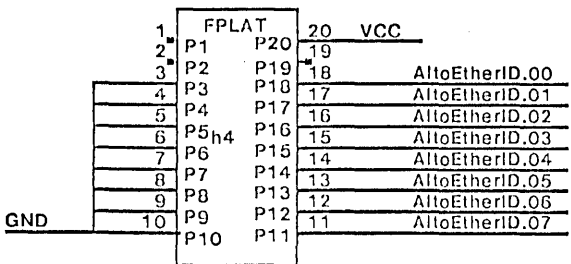 FPLAT
1 P1 P20 20 VCC
2 P2 P19 19
3 P3 P18 18 AltoEtherID.00
4 P4 P17 17 AltoEtherID.01
5 P5 h4 P16 16 AltoEtherID.02
6 P6 P15 15 AltoEtherID.03
7 P7 P14 14 AltoEtherID.04
8 P8 P13 13 AltoEtherID.05
9 P9 P12 12 AltoEtherID.06
GND 10 P10 P11 11 AltoEtherID.07